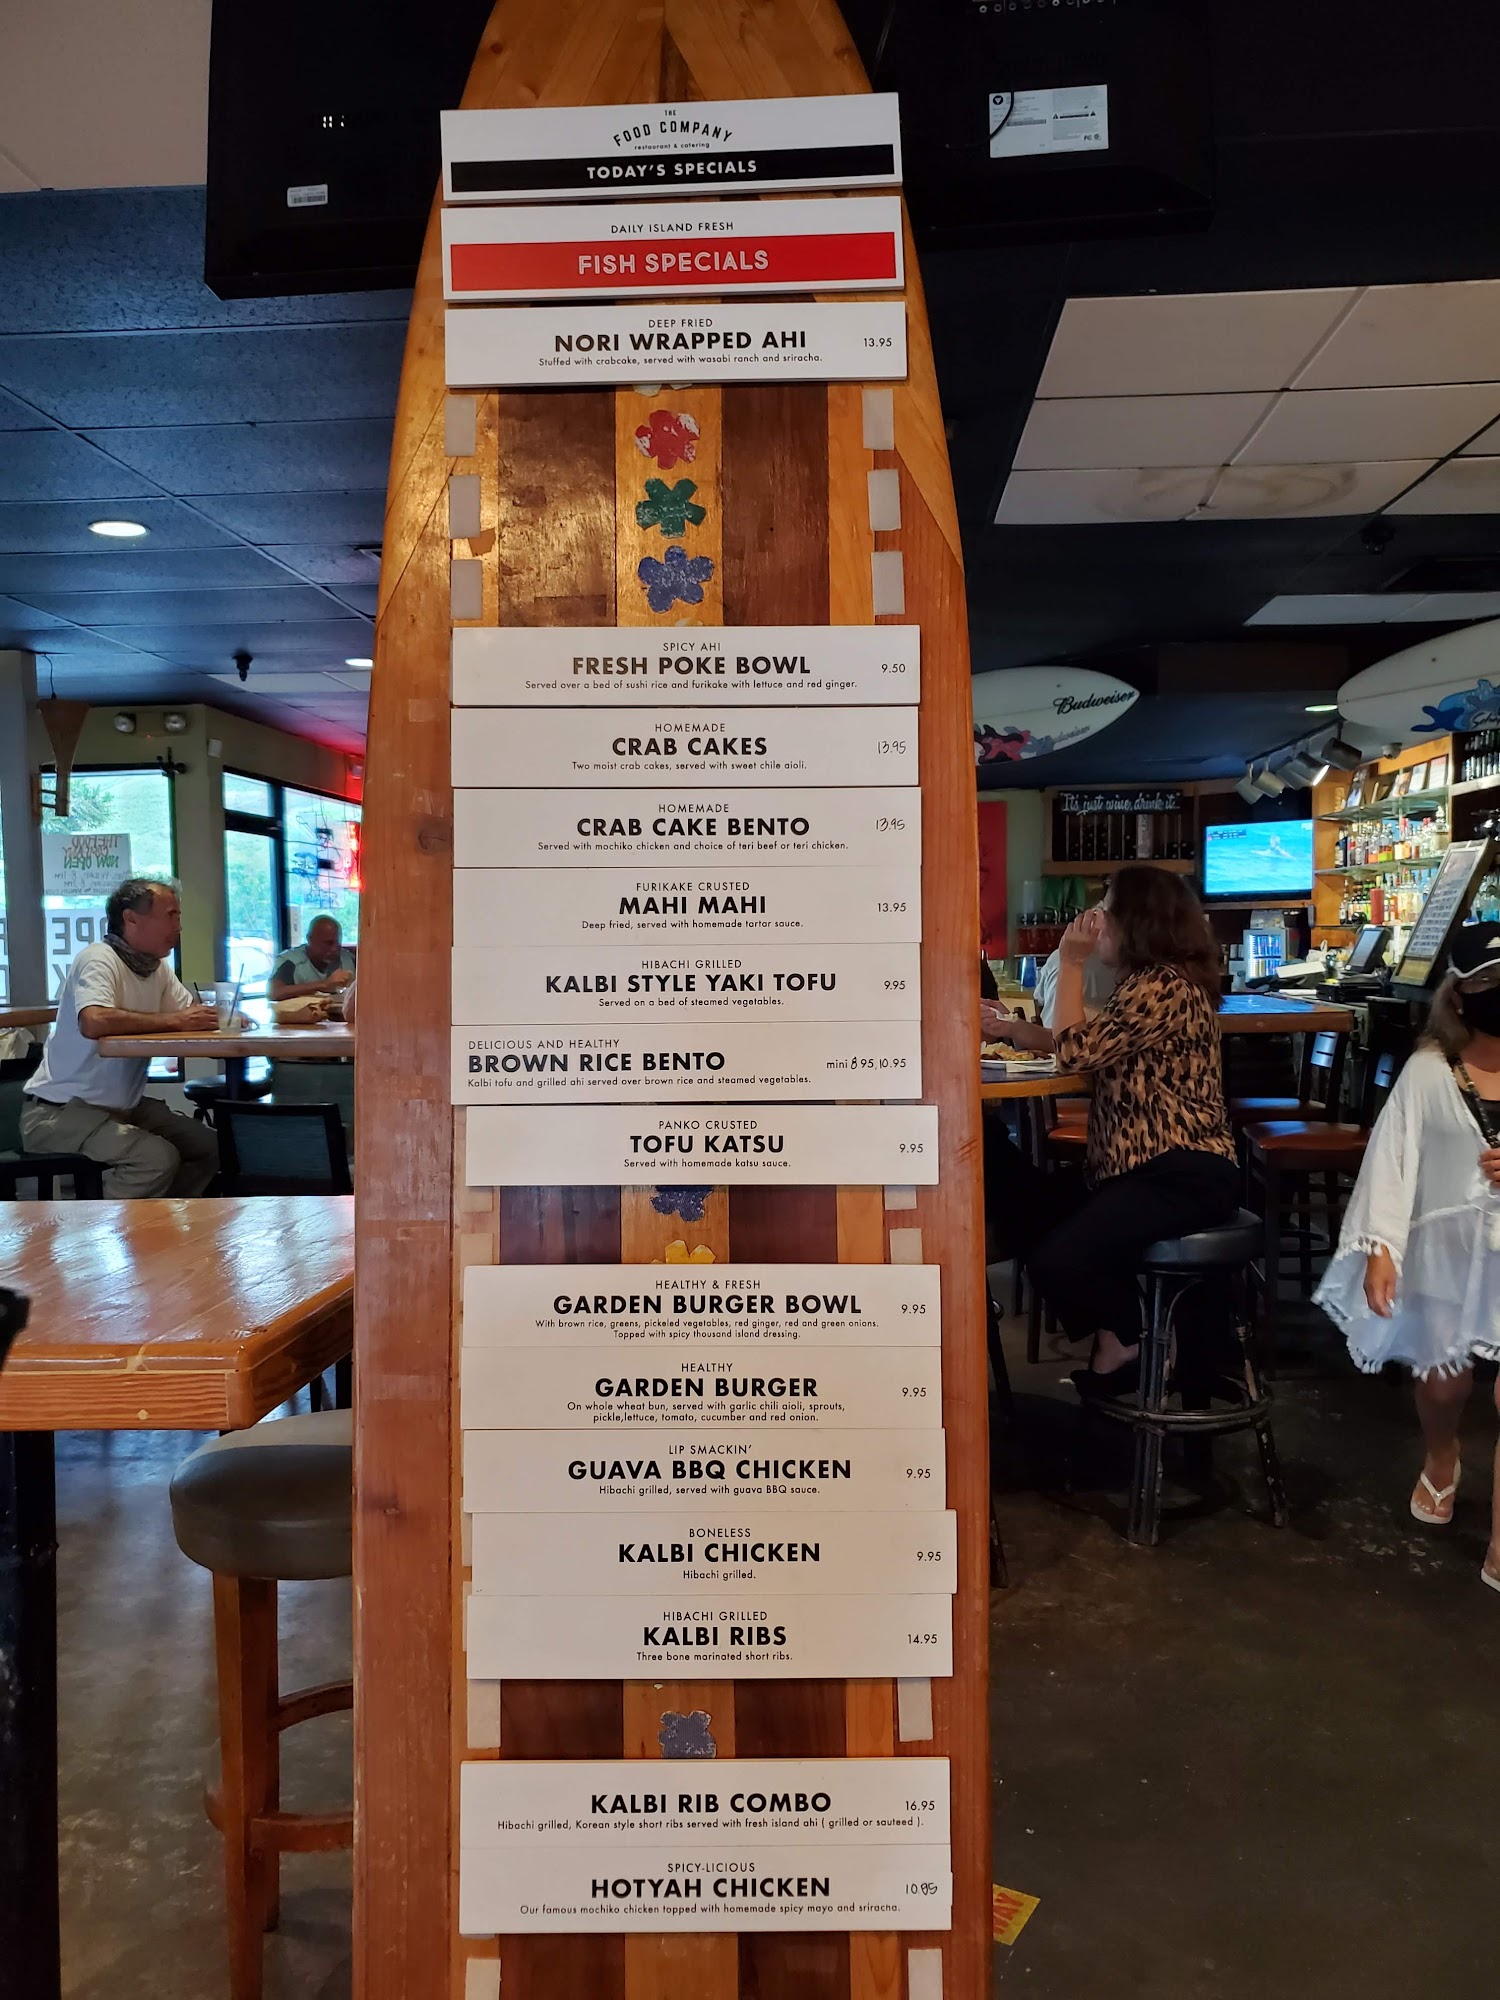 THE
FOOD COMPANY
restaurant & catering
TODAY'S SPECIALS
DAILY ISLAND FRESH
FISH SPECIALS
DEEP FRIED
NORI WRAPPED AHI 13.95
Stuffed with crabcake, served with wasabi ranch and sriracha.
SPICY AHI
FRESH POKE BOWL 9.50
Served over a bed of sushi rice and furikake with lettuce and red ginger.
HOMEMADE
CRAB CAKES 13.95
Two moist crab cakes, served with sweet chile aioli.
HOMEMADE
CRAB CAKE BENTO 13.95
Served with mochiko chicken and choice of teri beef or teri chicken.
FURIKAKE CRUSTED
MAHI MAHI 13.95
Deep fried, served with homemade tartar sauce.
HIBACHI GRILLED
KALBI STYLE YAKI TOFU 9.95
Served on a bed of steamed vegetables.
DELICIOUS AND HEALTHY
BROWN RICE BENTO mini 8.95, 10.95
Kalbi tofu and grilled ahi served over brown rice and steamed vegetables.
PANKO CRUSTED
TOFU KATSU 9.95
Served with homemade katsu sauce.
HEALTHY & FRESH
GARDEN BURGER BOWL 9.95
With brown rice, greens, pickeled vegetables, red ginger, red and green onions.
Topped with spicy thousand island dressing.
HEALTHY
GARDEN BURGER 9.95
On whole wheat bun, served with garlic chili aioli, sprouts,
pickle,lettuce, tomato, cucumber and red onion.
LIP SMACKIN'
GUAVA BBQ CHICKEN 9.95
Hibachi grilled, served with guava BBQ sauce.
BONELESS
KALBI CHICKEN 9.95
Hibachi grilled.
HIBACHI GRILLED
KALBI RIBS 14.95
Three bone marinated short ribs.
KALBI RIB COMBO 16.95
Hibachi grilled, Korean style short ribs served with fresh island ahi ( grilled or sauteed ).
SPICY-LICIOUS
HOTYAH CHICKEN 10.95
Our famous mochiko chicken topped with homemade spicy mayo and sriracha.
Budweiser
It's just wine, drink it.
NOW OPEN